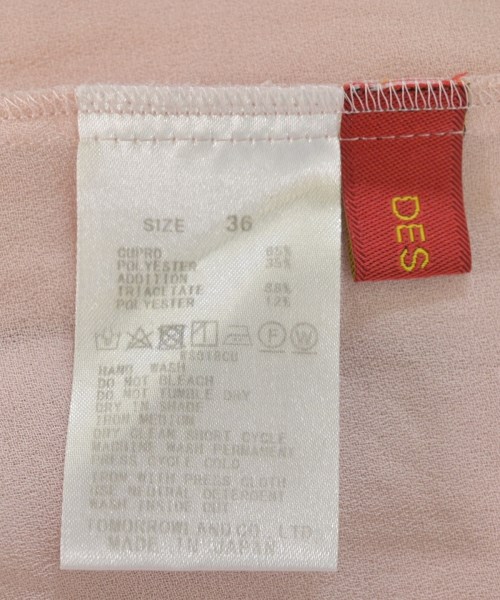 SIZE 36
CUPRO 65%
POLYESTER 35%
ADDITION
TRIACETATE 88%
POLYESTER 12%
F W
HAND WASH
DO NOT BLEACH
DO NOT TUMBLE DRY
DRY IN SHADE
IRON MEDIUM
DRY CLEAN SHORT CYCLE
MACHINE WASH PERMANENT
PRESS CYCLE COLD
IRON WITH PRESS CLOTH
USE NEUTRAL DETERGENT
WASH INSIDE OUT
TOMORROWLAND CO., LTD.
MADE IN JAPAN
DES